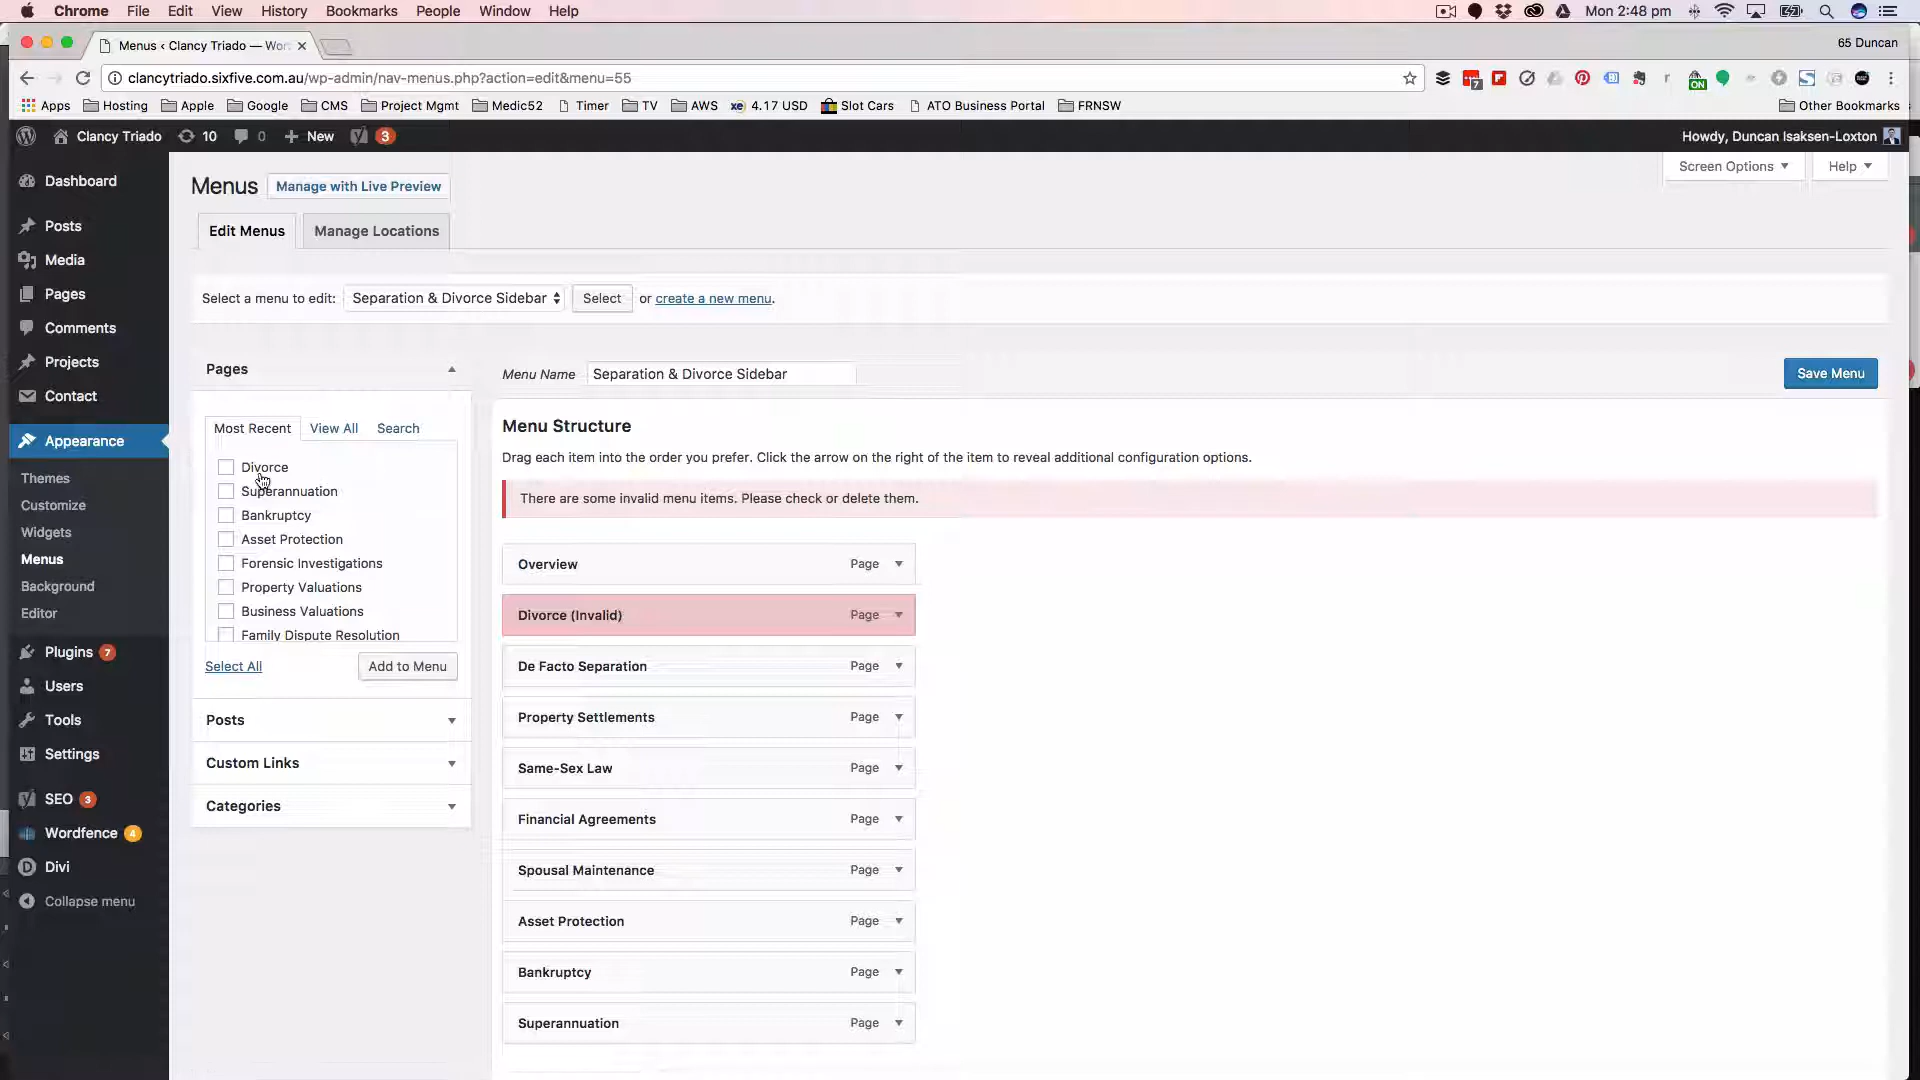 Chrome File Edit View History Bookmarks People Window Help Mon 2:48 pm
Menus ‹ Clancy Triado — Wor 65 Duncan
clancytriado.sixfive.com.au/wp-admin/nav-menus.php?action=edit&menu=55
Apps Hosting Apple Google CMS Project Mgmt Medic52 Timer TV AWS xe 4.17 USD Slot Cars ATO Business Portal FRNSW Other Bookmarks
Clancy Triado 10 0 New 3 Howdy, Duncan Isaksen-Loxton
Screen Options Help
Dashboard
Posts
Media
Pages
Comments
Projects
Contact
Appearance
Themes
Customize
Widgets
Menus
Background
Editor
Plugins 7
Users
Tools
Settings
SEO 3
Wordfence 4
Divi
Collapse menu
Menus Manage with Live Preview
Edit Menus Manage Locations
Select a menu to edit: Separation & Divorce Sidebar Select or create a new menu.
Pages
Most Recent View All Search
Divorce
Superannuation
Bankruptcy
Asset Protection
Forensic Investigations
Property Valuations
Business Valuations
Family Dispute Resolution
Select All Add to Menu
Posts
Custom Links
Categories
Menu Name Separation & Divorce Sidebar Save Menu
Menu Structure
Drag each item into the order you prefer. Click the arrow on the right of the item to reveal additional configuration options.
There are some invalid menu items. Please check or delete them.
Overview Page
Divorce (Invalid) Page
De Facto Separation Page
Property Settlements Page
Same-Sex Law Page
Financial Agreements Page
Spousal Maintenance Page
Asset Protection Page
Bankruptcy Page
Superannuation Page